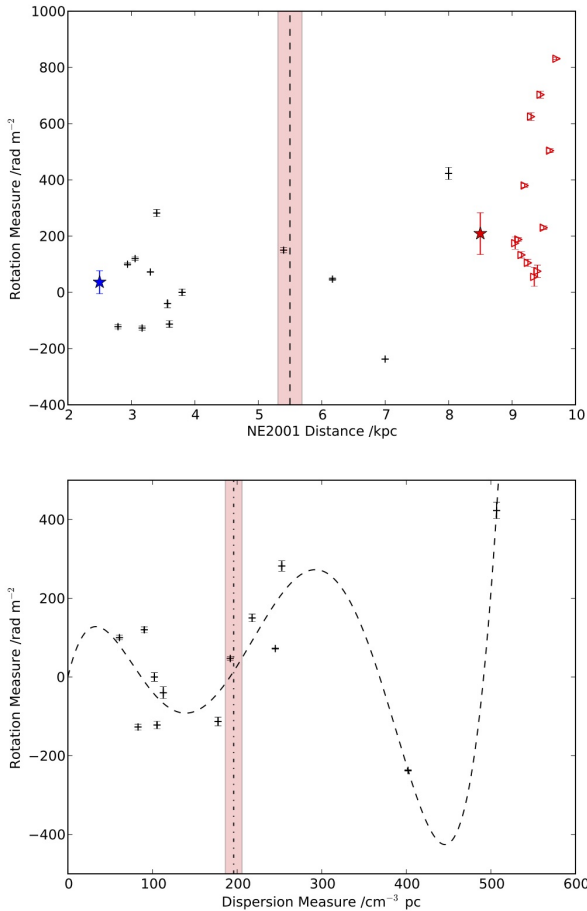 1000
800
600
400
200
0
−200
−400
Rotation Measure /rad m⁻²
2 3 4 5 6 7 8 9 10
NE2001 Distance /kpc
400
200
0
−200
−400
Rotation Measure /rad m⁻²
0 100 200 300 400 500 600
Dispersion Measure /cm⁻³ pc